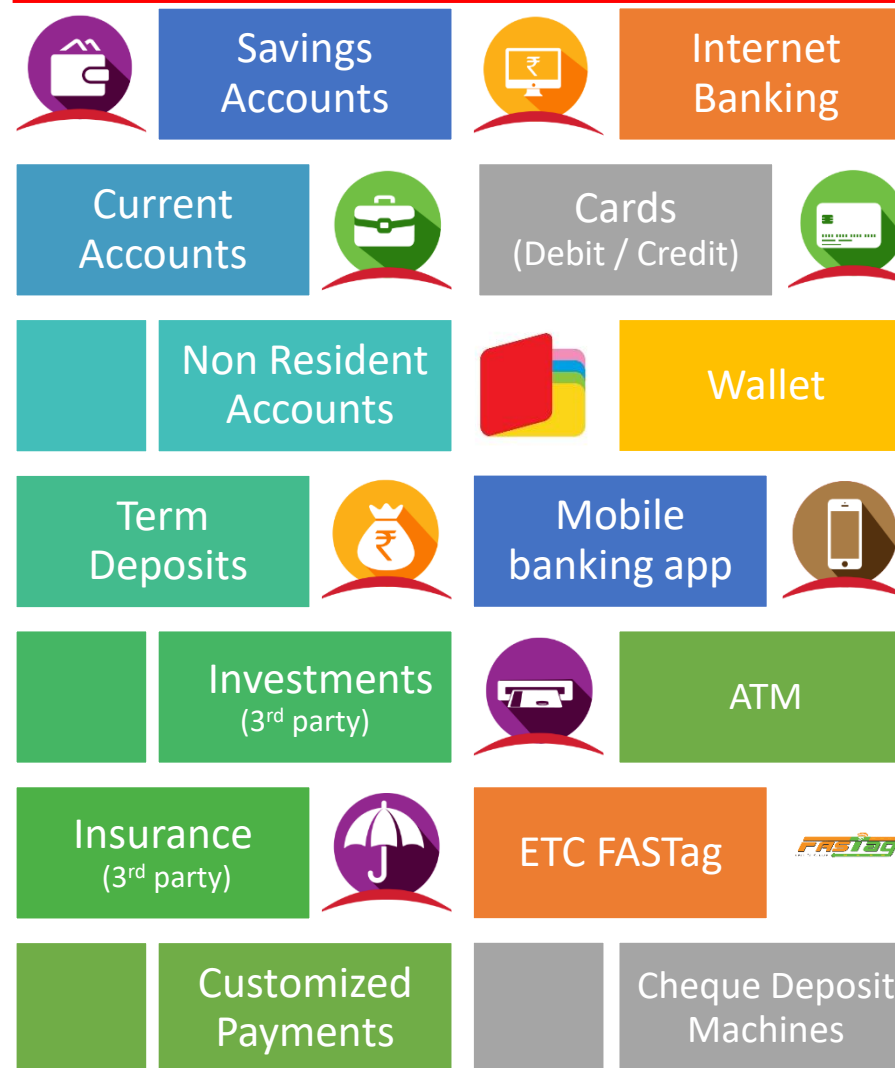 Savings
Accounts
Internet
Banking
Current
Accounts
Cards
(Debit / Credit)
Non Resident
Accounts
Wallet
Term
Deposits
Mobile
banking app
Investments
(3rd party)
ATM
Insurance
(3rd party)
ETC FASTag
FASTag
Customized
Payments
Cheque Deposit
Machines